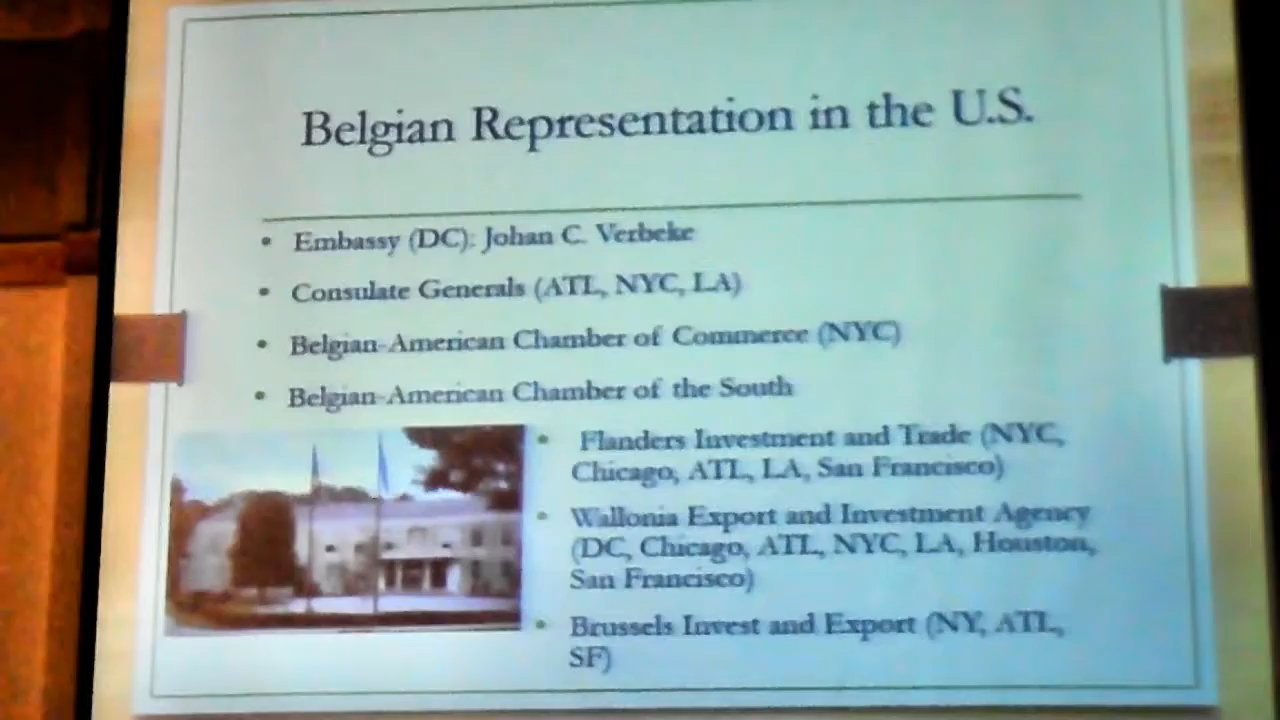 Belgian Representation in the U.S.
• Embassy (DC): Johan C. Verbeke
• Consulate Generals (ATL, NYC, LA)
• Belgian-American Chamber of Commerce (NYC)
• Belgian-American Chamber of the South
• Flanders Investment and Trade (NYC,
Chicago, ATL, LA, San Francisco)
• Wallonia Export and Investment Agency
(DC, Chicago, ATL, NYC, LA, Houston,
San Francisco)
• Brussels Invest and Export (NY, ATL,
SF)